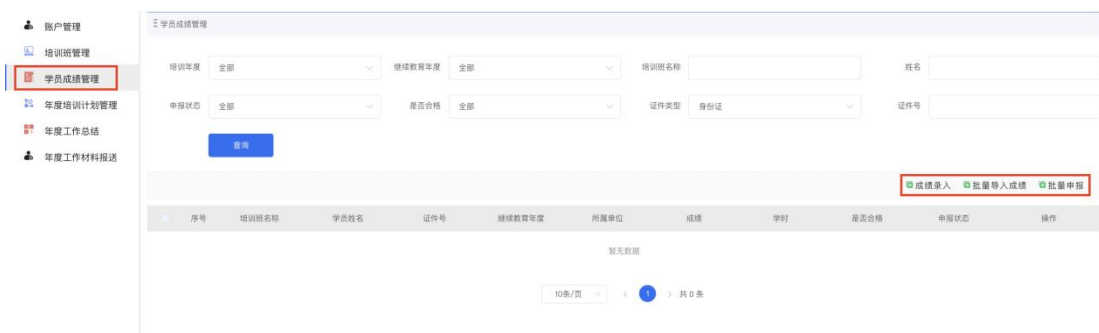 账户管理
培训班管理
学员成绩管理
年度培训计划管理
年度工作总结
年度工作材料报送
学员成绩管理
培训年度 全部 继续教育年度 全部 培训班名称 姓名
申报状态 全部 是否合格 全部 证件类型 身份证 证件号
查询
成绩录入 批量导入成绩 批量申报
序号 培训班名称 学员姓名 证件号 继续教育年度 所属单位 成绩 学时 是否合格 申报状态 操作
暂无数据
10条/页 < 1 > 共 0 条